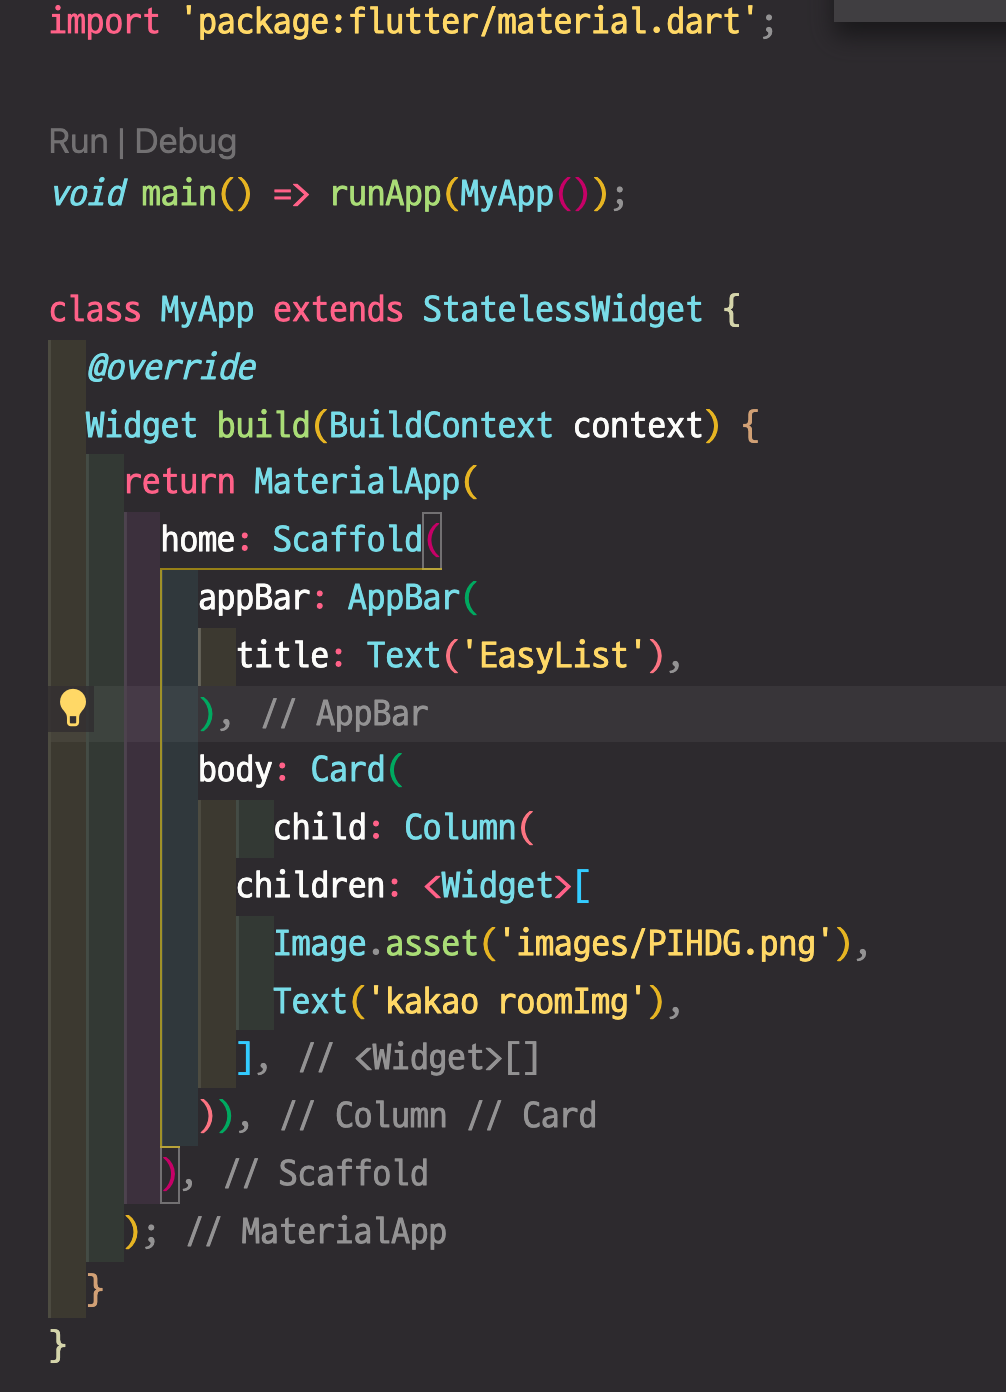 import 'package:flutter/material.dart';
Run | Debug
void main() => runApp(MyApp());
class MyApp extends StatelessWidget {
@override
Widget build(BuildContext context) {
return MaterialApp(
home: Scaffold(
appBar: AppBar(
title: Text('EasyList'),
), // AppBar
body: Card(
child: Column(
children: <Widget>[
Image.asset('images/PIHDG.png'),
Text('kakao roomImg'),
], // <Widget>[]
)), // Column // Card
), // Scaffold
); // MaterialApp
}
}